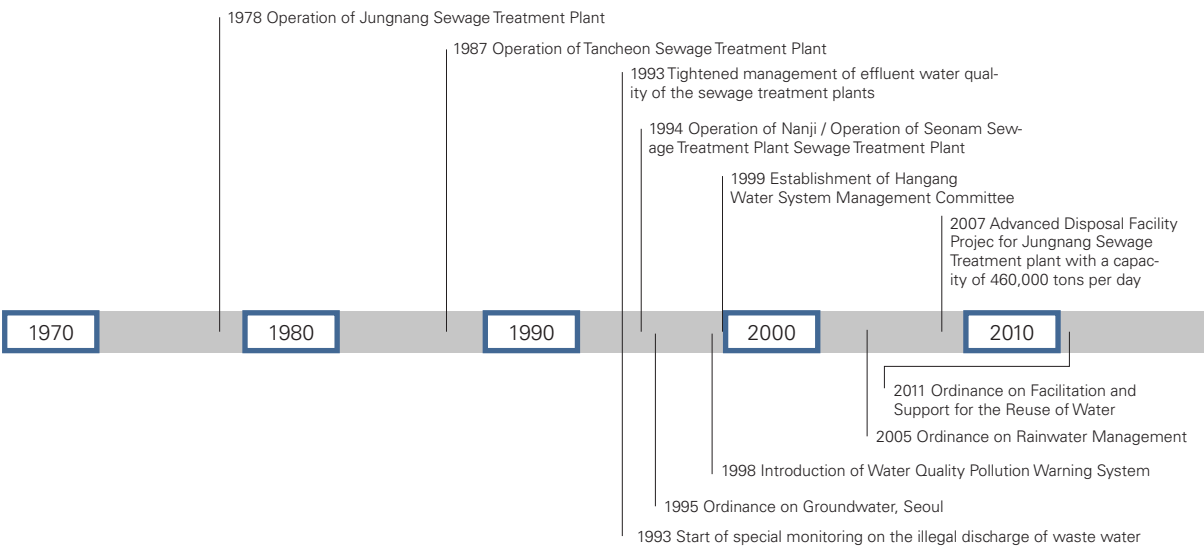 1978 Operation of Jungnang Sewage Treatment Plant
1987 Operation of Tancheon Sewage Treatment Plant
1993 Tightened management of effluent water qual-
ity of the sewage treatment plants
1994 Operation of Nanji / Operation of Seonam Sew-
age Treatment Plant Sewage Treatment Plant
1999 Establishment of Hangang
Water System Management Committee
2007 Advanced Disposal Facility
Projec for Jungnang Sewage
Treatment plant with a capac-
ity of 460,000 tons per day
1970
1980
1990
2000
2010
2011 Ordinance on Facilitation and
Support for the Reuse of Water
2005 Ordinance on Rainwater Management
1998 Introduction of Water Quality Pollution Warning System
1995 Ordinance on Groundwater, Seoul
1993 Start of special monitoring on the illegal discharge of waste water